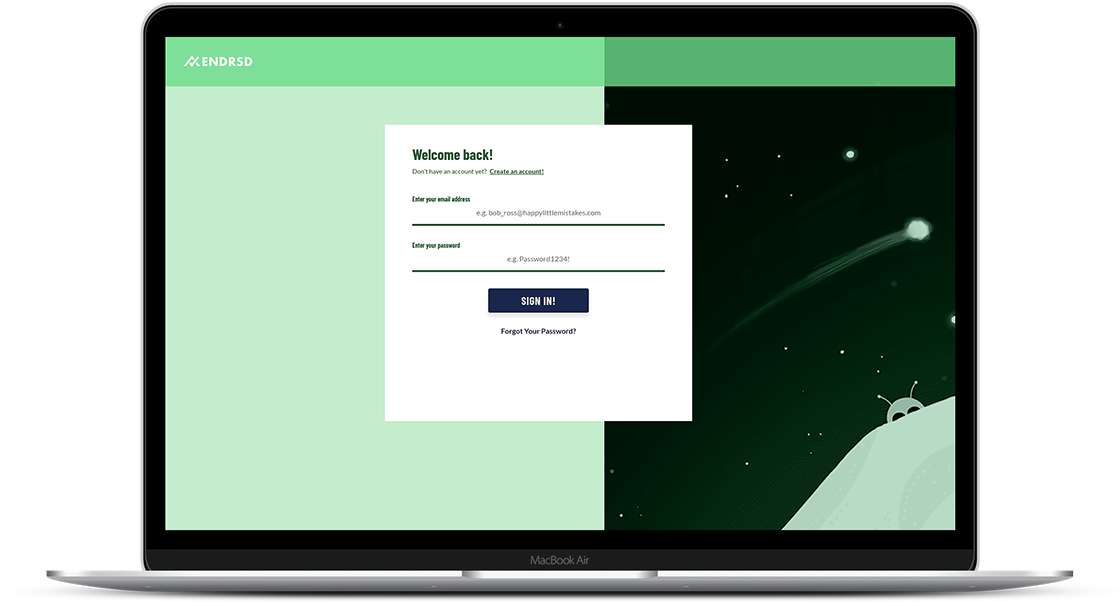 ENDRSD
Welcome back!
Don't have an account yet? Create an account!
Enter your email address
e.g. bob_ross@happylittlemistakes.com
Enter your password
e.g. Password1234!
SIGN IN!
Forgot Your Password?
MacBook Air